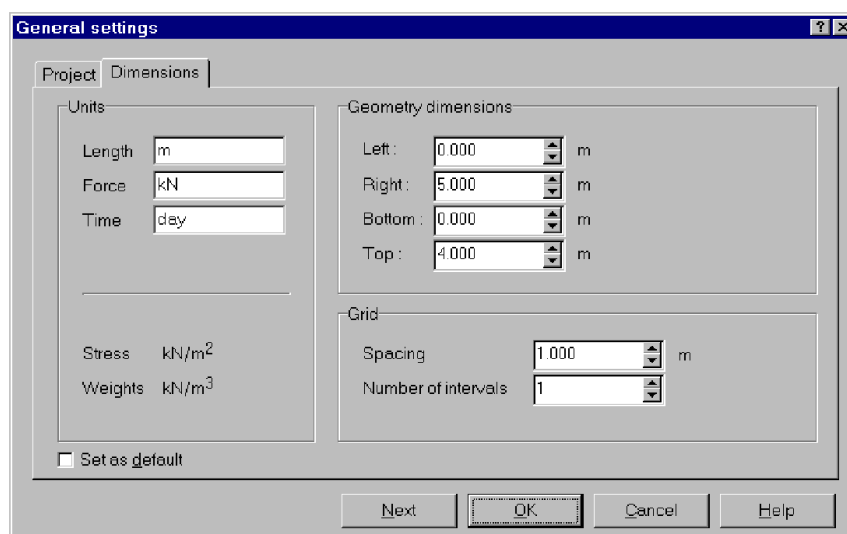 General settings
Project Dimensions
Units
Length m
Force kN
Time day
Stress kN/m2
Weights kN/m3
Geometry dimensions
Left : 0.000 m
Right : 5.000 m
Bottom : 0.000 m
Top : 4.000 m
Grid
Spacing 1.000 m
Number of intervals 1
Set as default
Next OK Cancel Help